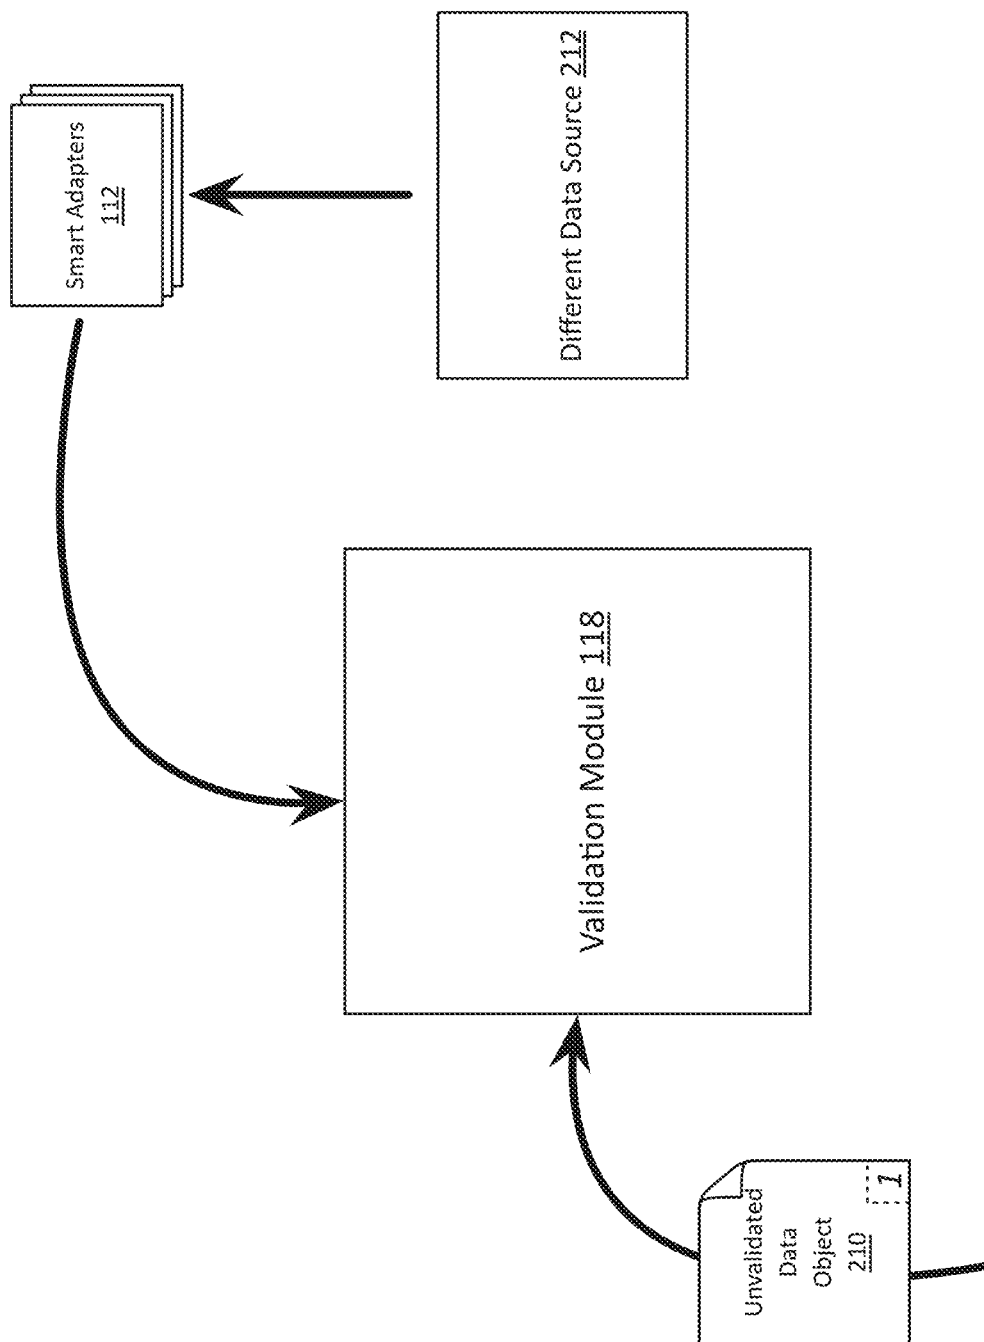 Smart Adapters
112
Different Data Source 212
Validation Module 118
Unvalidated
Data
Object
210
1